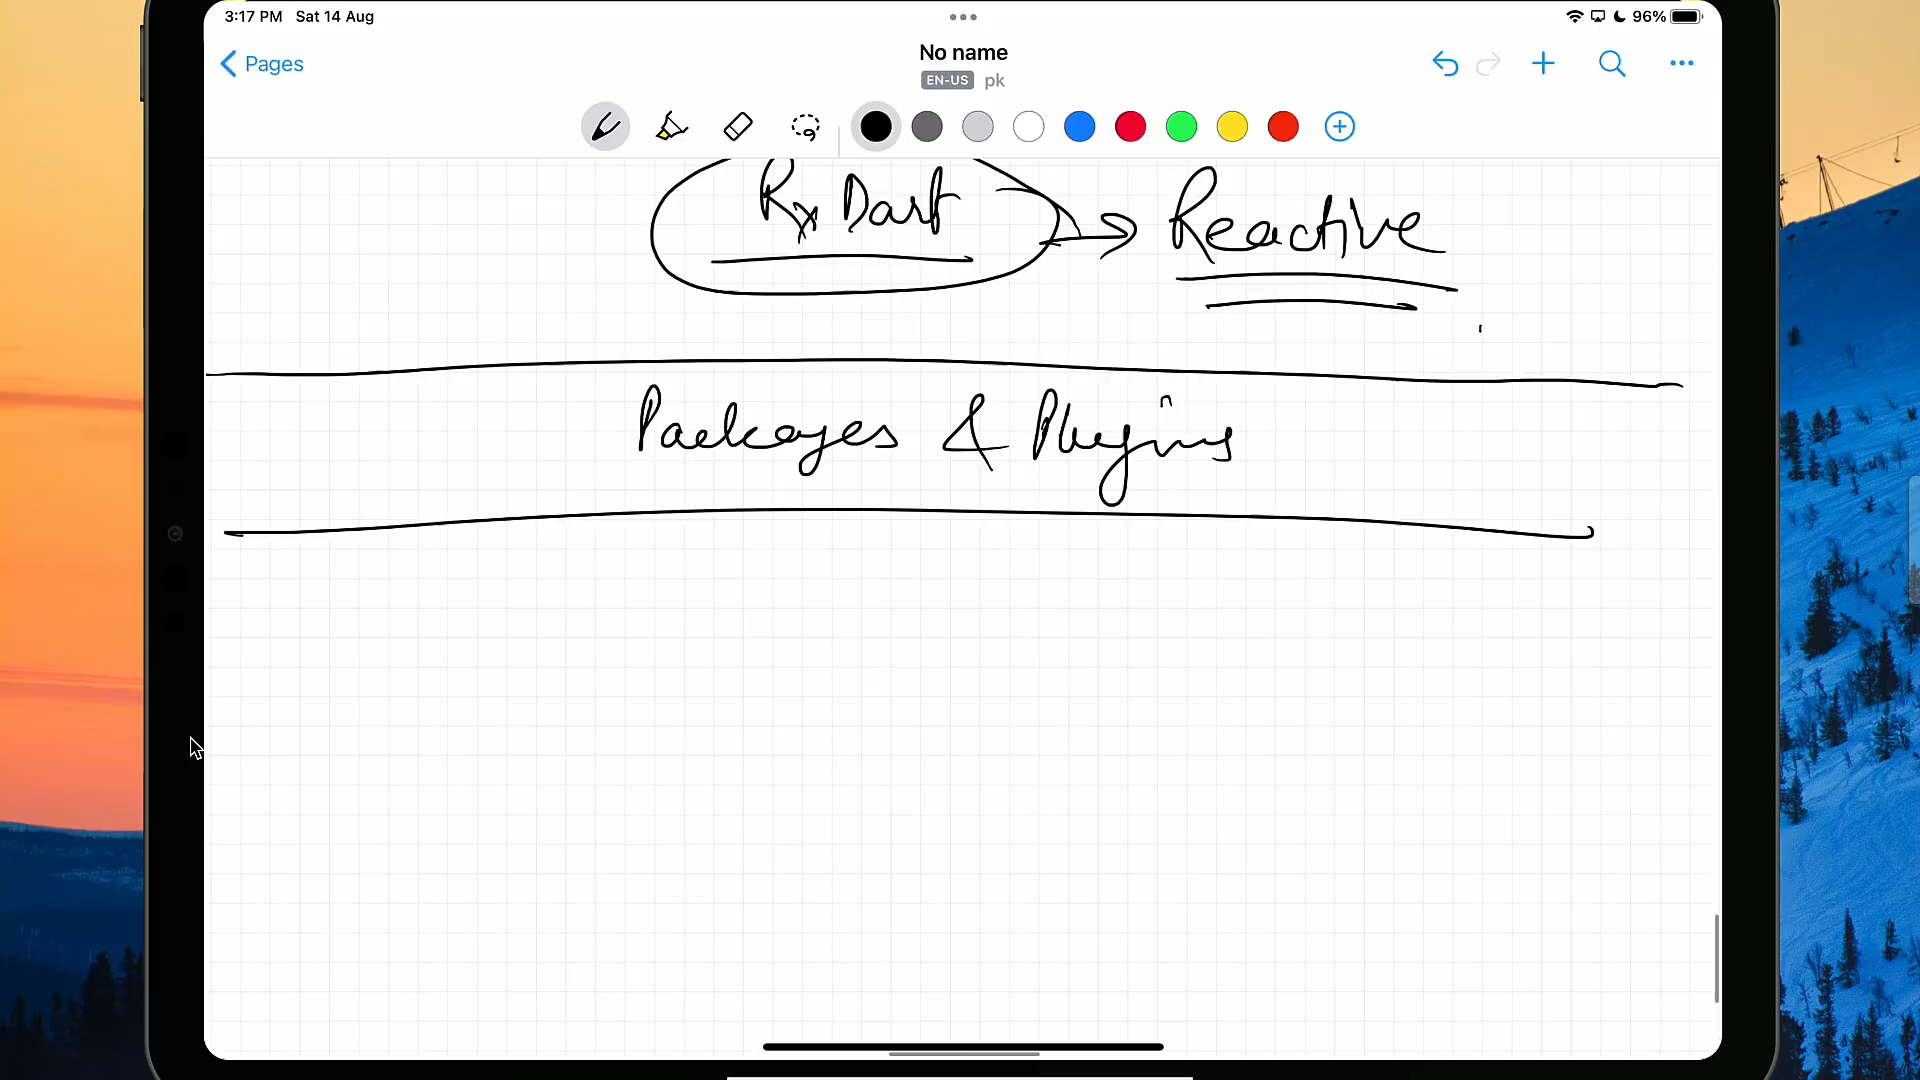 3:17 PM Sat 14 Aug
96%
Pages
No name
EN-US pk
Rx Dart → Reactive
Packages & Plugins